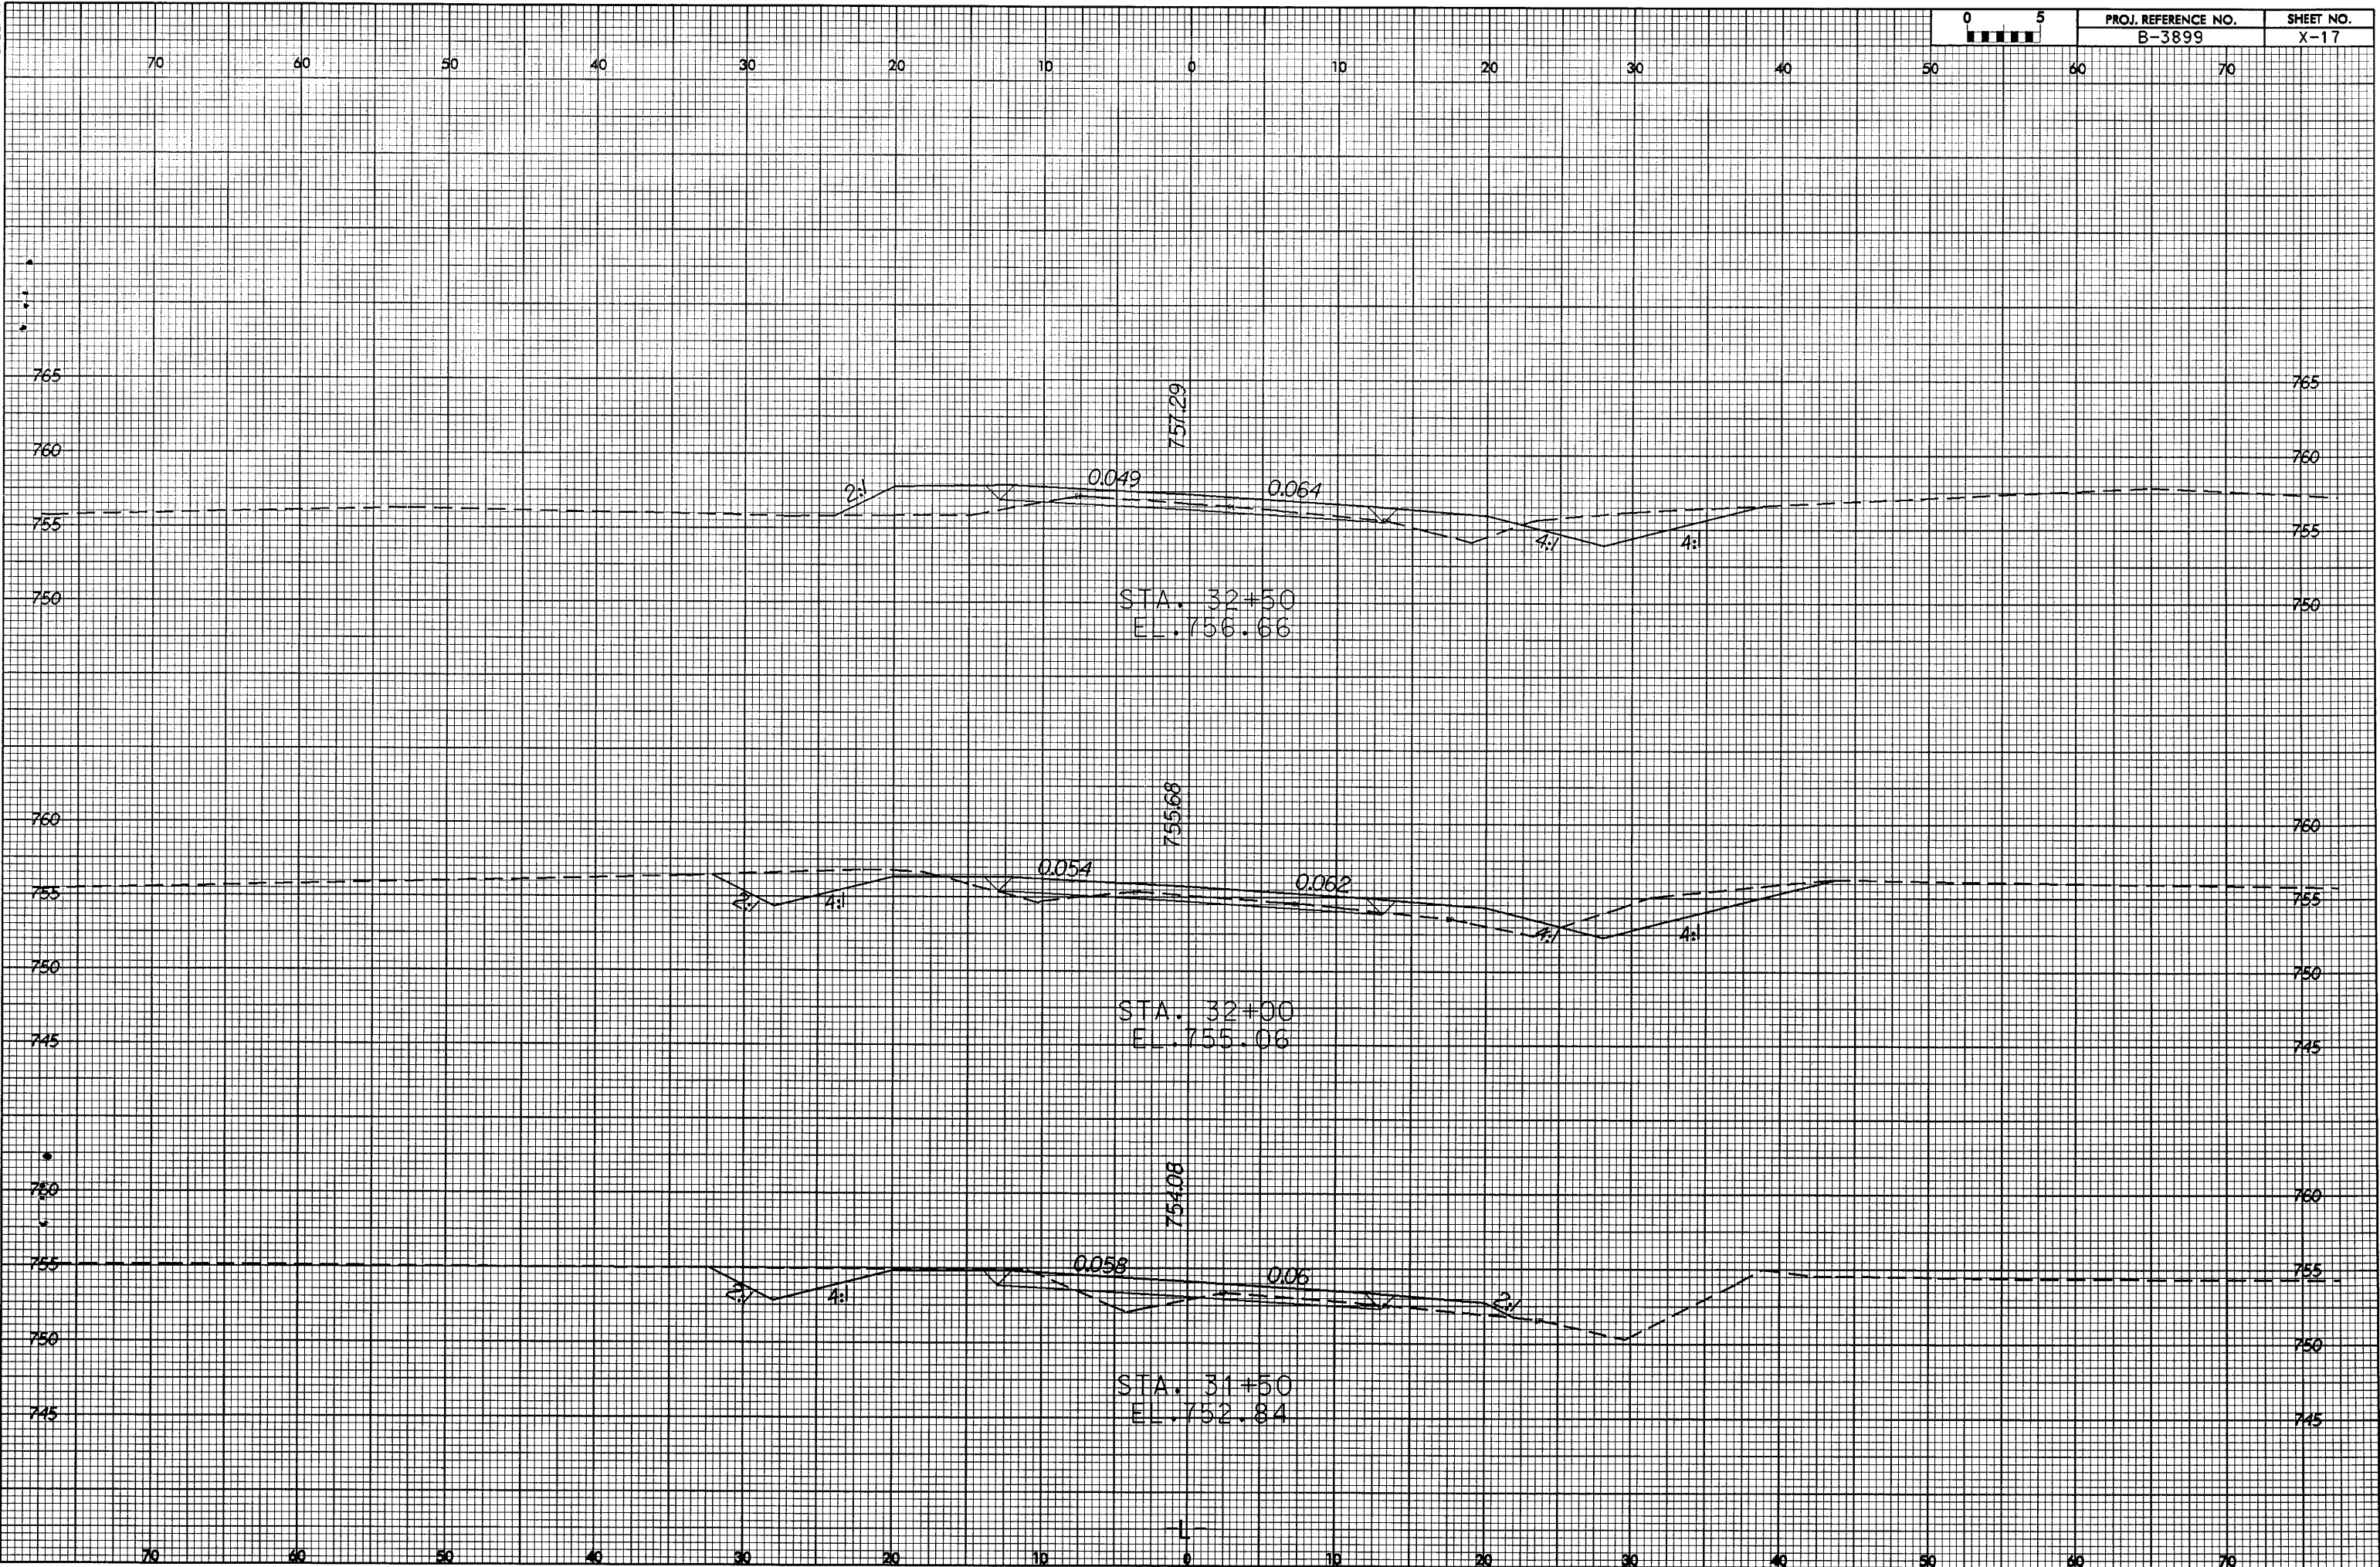 0 5 PROJ. REFERENCE NO. SHEET NO.
B-3899 X-17
70 60 50 40 30 20 10 0 10 20 30 40 50 60 70
765 757.29 765
760 760
2:1 0.049 0.064
755 4:1 4:1 755
750 750
STA. 32+50
EL.756.66
760 755.68 760
0.054 0.062
755 2:1 4:1 755
4:1 4:1
750 750
STA. 32+00
745 EL.755.06 745
760 754.08 760
755 0.058 0.06 755
2:1 4:1 2:1
750 750
STA. 31+50
745 EL.752.84 745
-L-
70 60 50 40 30 20 10 0 10 20 30 40 50 60 70